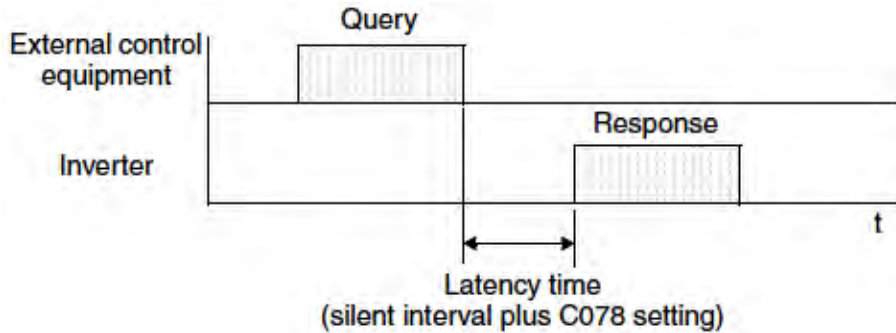 Query
External control
equipment
Response
Inverter
t
Latency time
(silent interval plus C078 setting)